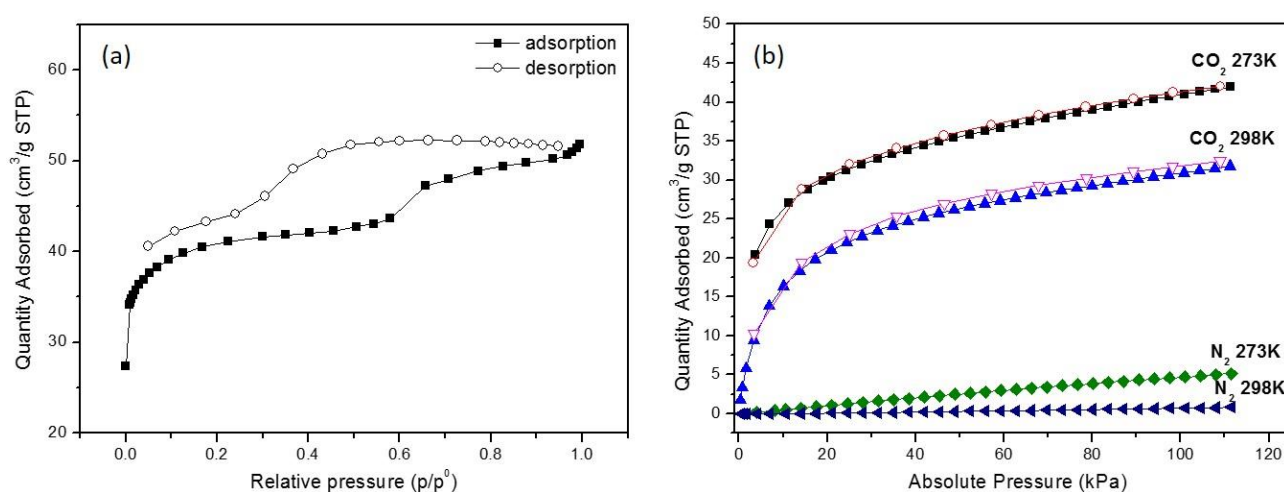 (a)
adsorption
desorption
Quantity Adsorbed (cm³/g STP)
60
50
40
30
20
0.0 0.2 0.4 0.6 0.8 1.0
Relative pressure (p/p⁰)
(b)
CO₂ 273K
CO₂ 298K
N₂ 273K
N₂ 298K
Quantity Adsorbed (cm³/g STP)
50
45
40
35
30
25
20
15
10
5
0
0 20 40 60 80 100 120
Absolute Pressure (kPa)